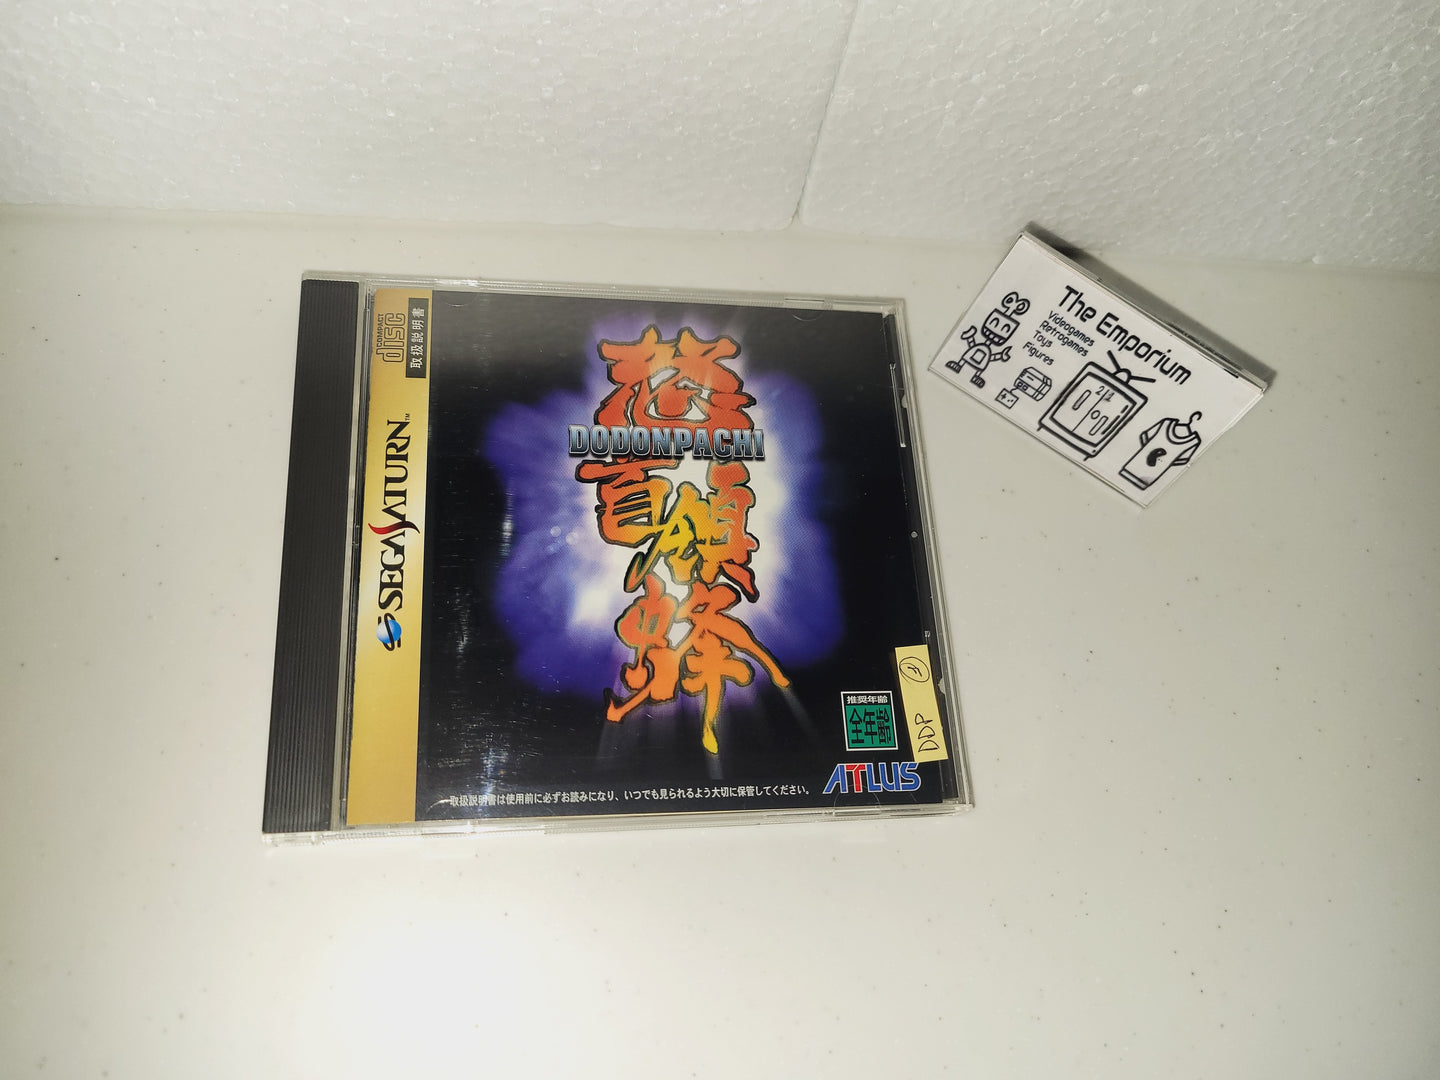 COMPACT
disc
取扱説明書
SEGA SATURN™
怒首領蜂
DODONPACHI
推奨年齢
全年齢
DDP
ATLUS
取扱説明書は使用前に必ずお読みになり、いつでも見られるよう大切に保管してください。
The Emporium
Videogames
Retrogames
Toys
Figures